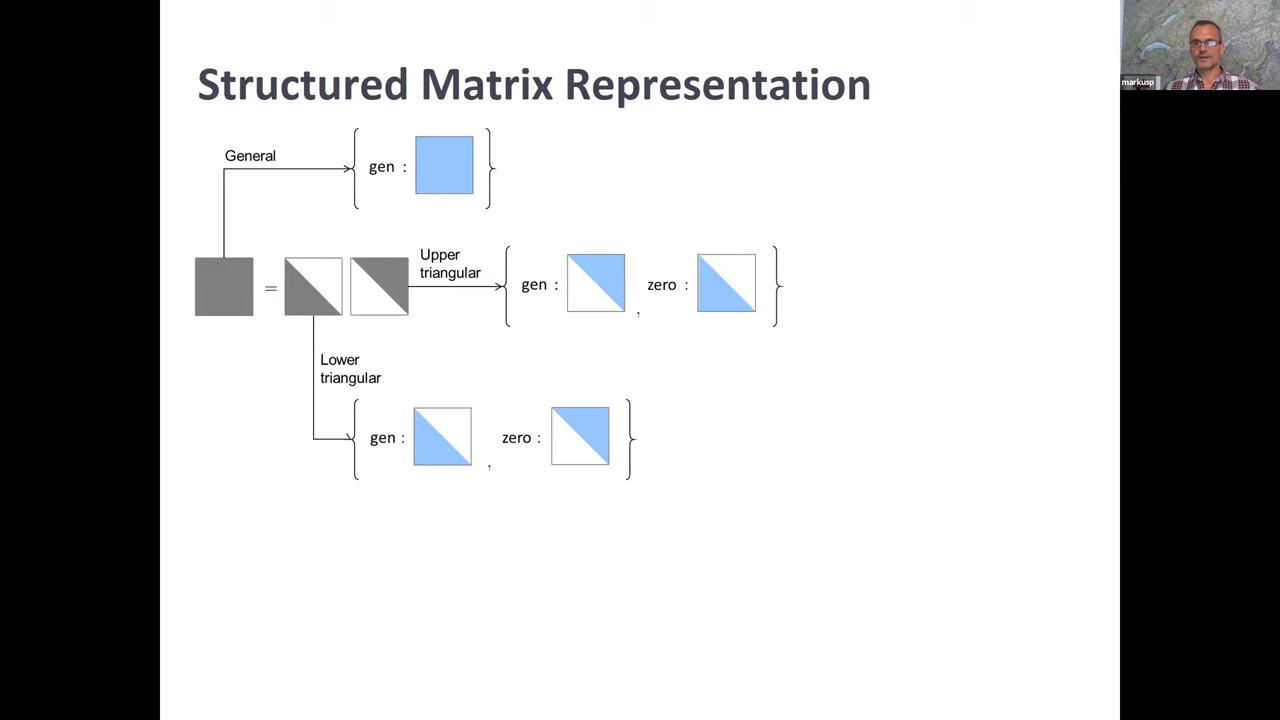 markusp
Structured Matrix Representation
General
gen :
=
Upper
triangular
gen :
,
zero :
Lower
triangular
gen :
,
zero :